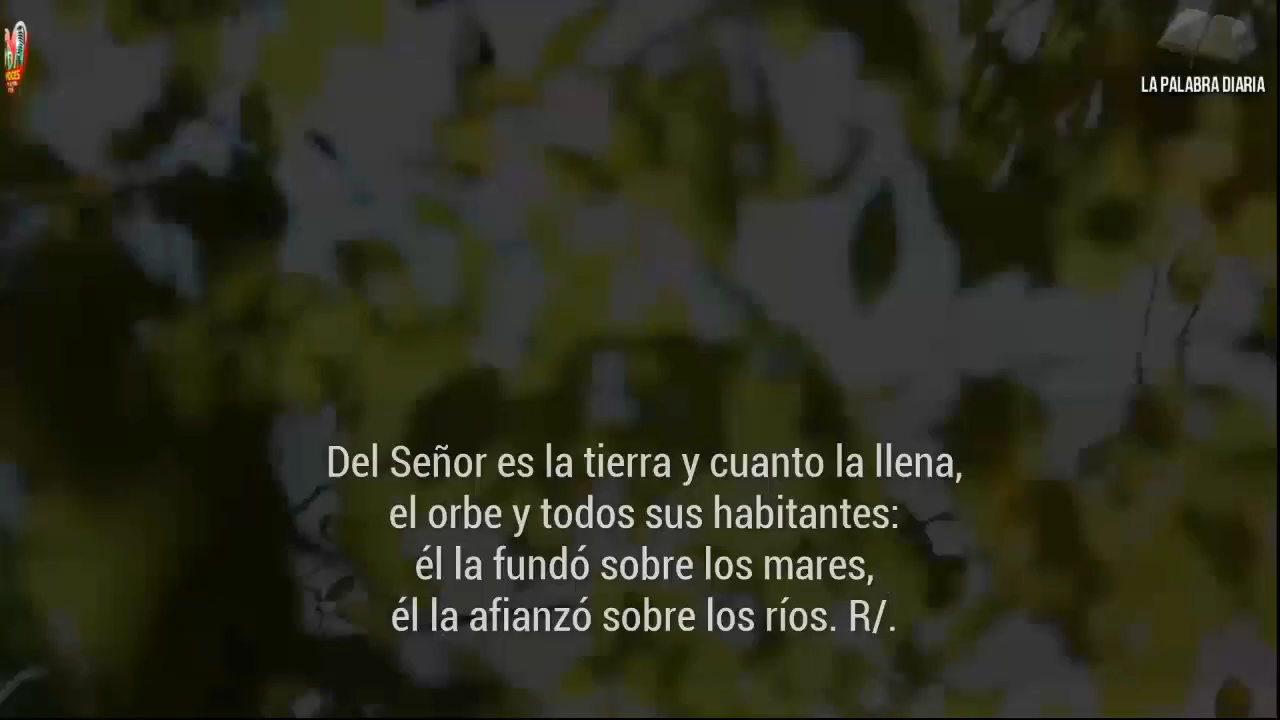 VOCES
LA PALABRA DIARIA
Del Señor es la tierra y cuanto la llena,
el orbe y todos sus habitantes:
él la fundó sobre los mares,
él la afianzó sobre los ríos. R/.